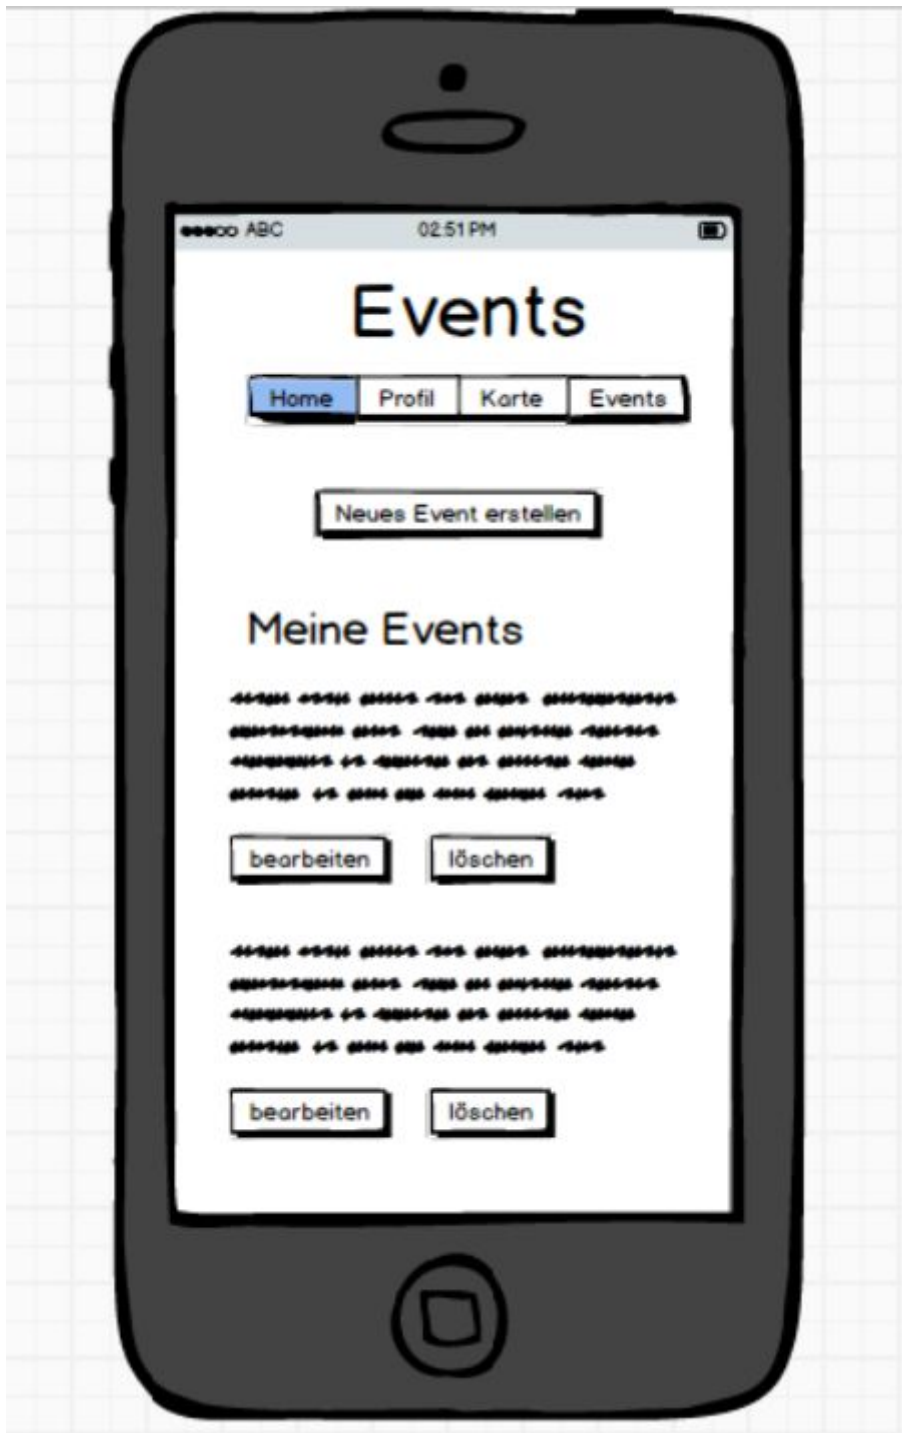 ABC 02:51 PM
Events
Home Profil Karte Events
Neues Event erstellen
Meine Events
bearbeiten löschen
bearbeiten löschen